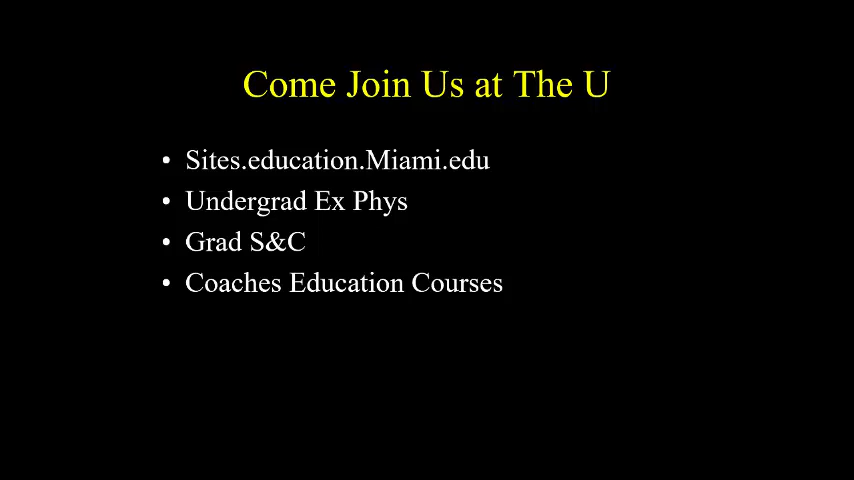 Come Join Us at The U
• Sites.education.Miami.edu
• Undergrad Ex Phys
• Grad S&C
• Coaches Education Courses